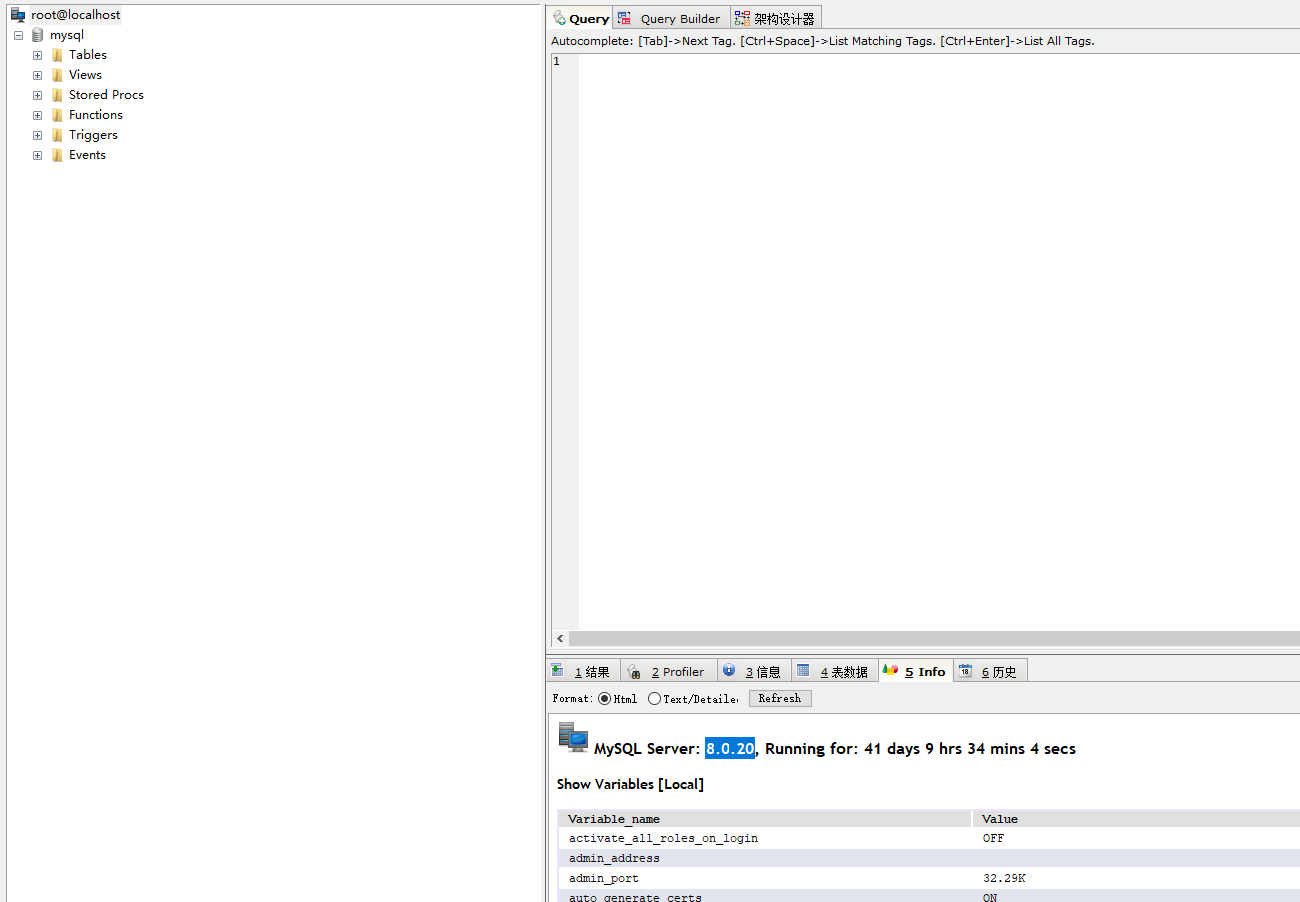 root@localhost
mysql
Tables
Views
Stored Procs
Functions
Triggers
Events
Query
Query Builder
架构设计器
Autocomplete: [Tab]->Next Tag. [Ctrl+Space]->List Matching Tags. [Ctrl+Enter]->List All Tags.
1
1 结果
2 Profiler
3 信息
4 表数据
5 Info
6 历史
Format: Html Text/Detaile Refresh
MySQL Server: 8.0.20, Running for: 41 days 9 hrs 34 mins 4 secs
Show Variables [Local]
Variable_name Value
activate_all_roles_on_login OFF
admin_address
admin_port 32.29K
auto_generate_certs ON